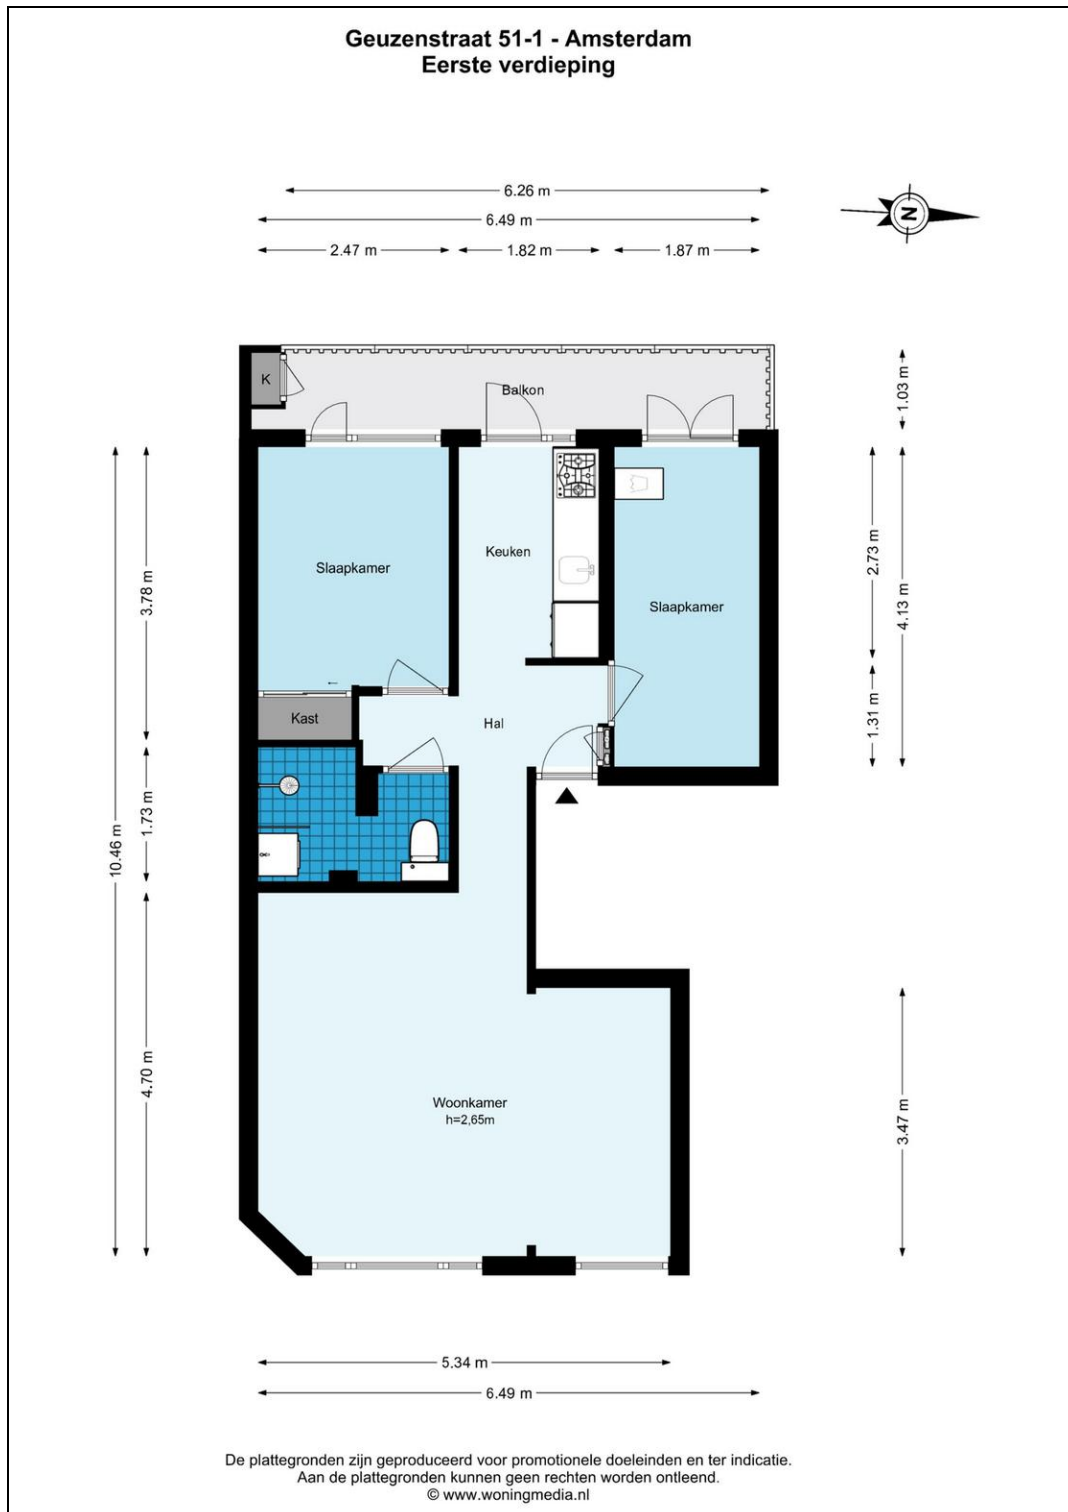 Geuzenstraat 51-1 - Amsterdam
Eerste verdieping
6.26 m
6.49 m
2.47 m
1.82 m
1.87 m
N
K
Balkon
1.03 m
Slaapkamer
Keuken
Slaapkamer
3.78 m
2.73 m
4.13 m
Kast
Hal
1.31 m
1.73 m
10.46 m
4.70 m
Woonkamer
h=2,65m
3.47 m
5.34 m
6.49 m
De plattegronden zijn geproduceerd voor promotionele doeleinden en ter indicatie.
Aan de plattegronden kunnen geen rechten worden ontleend.
© www.woningmedia.nl